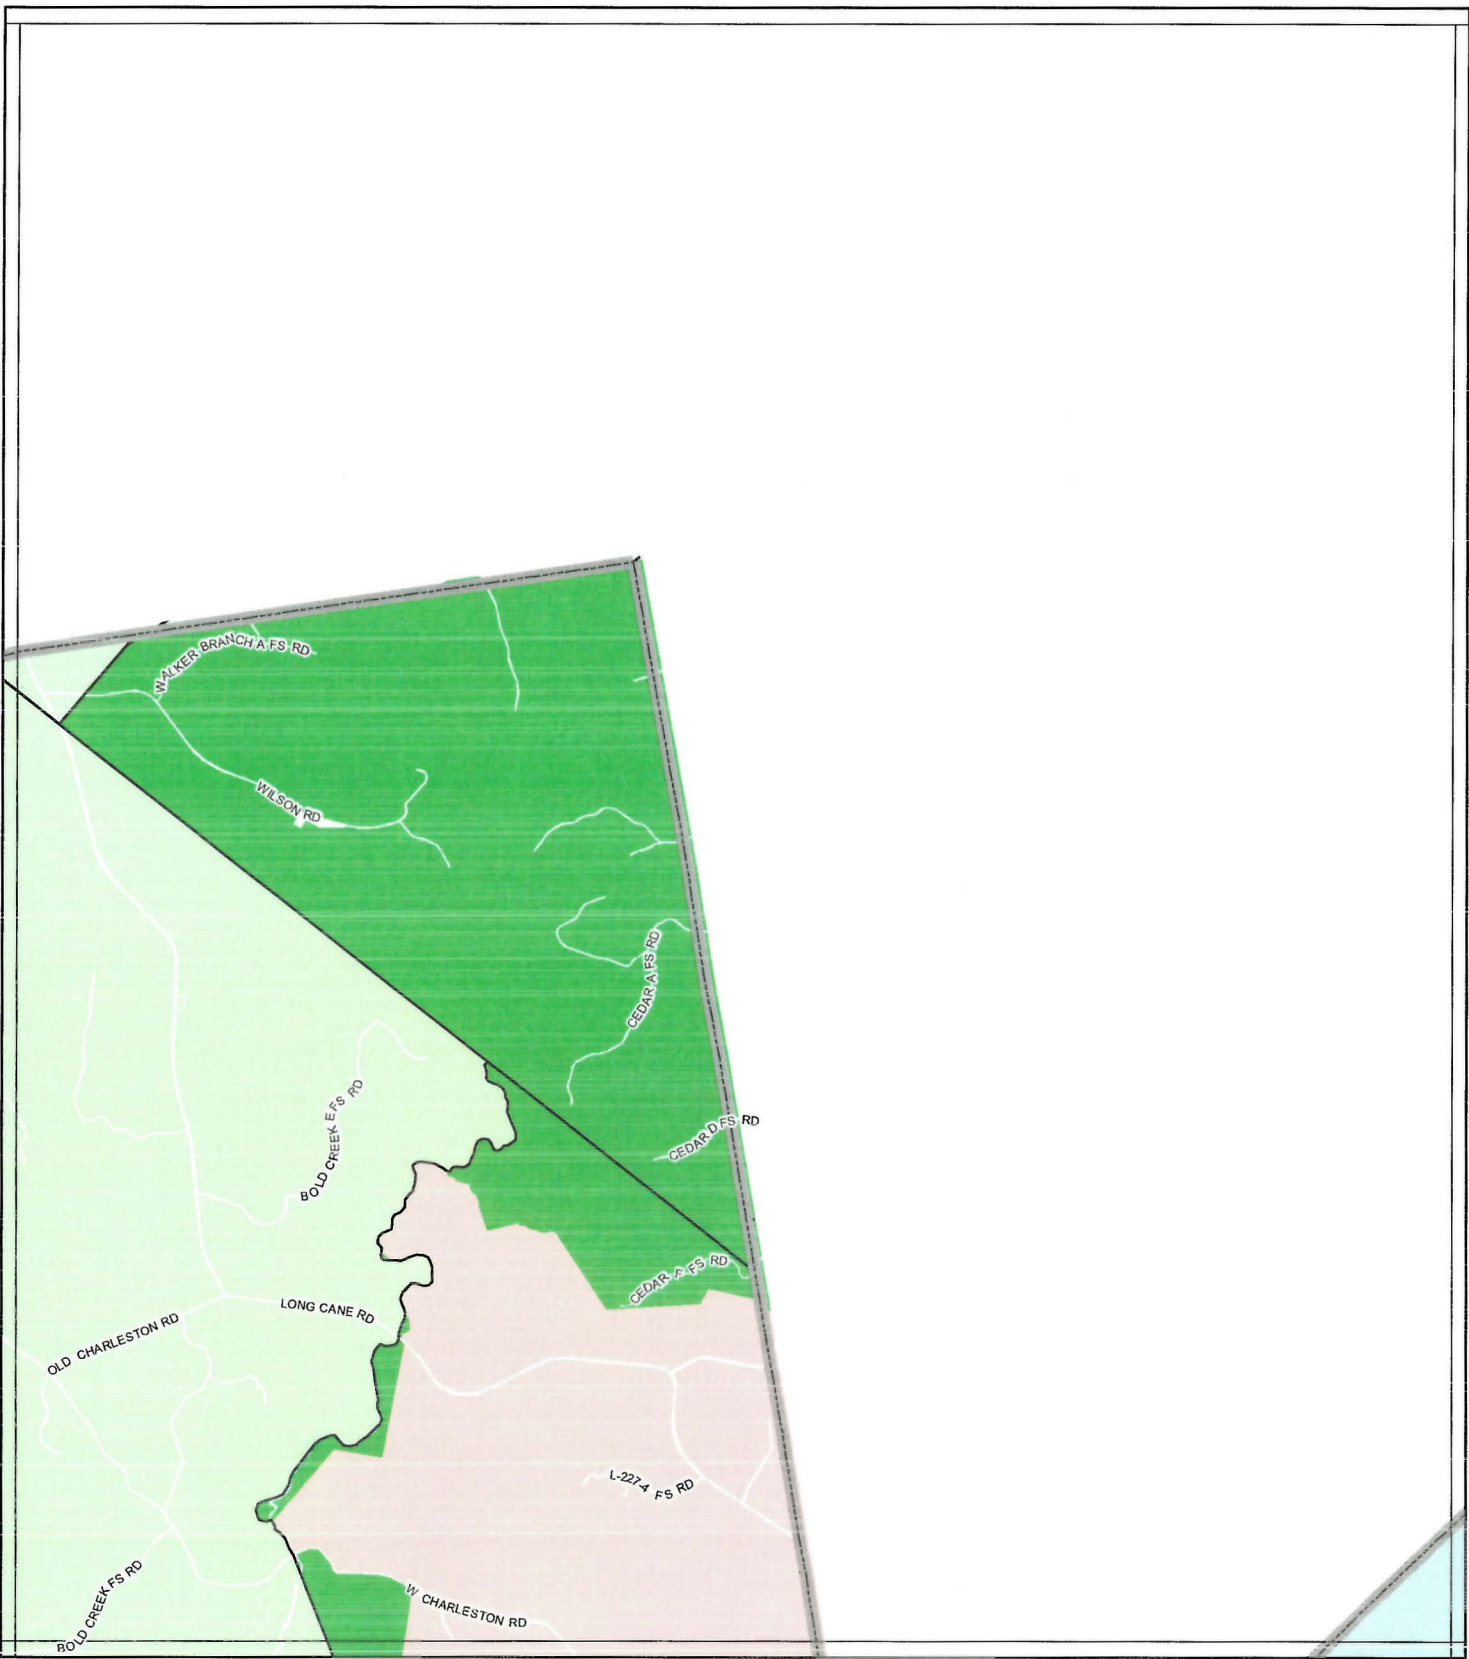 WALKER BRANCH A FS RD
WILSON RD
CEDAR A FS RD
BOLD CREEK E FS RD
CEDAR D FS RD
CEDAR A FS RD
LONG CANE RD
OLD CHARLESTON RD
L-227-4 FS RD
BOLD CREEK FS RD
W CHARLESTON RD